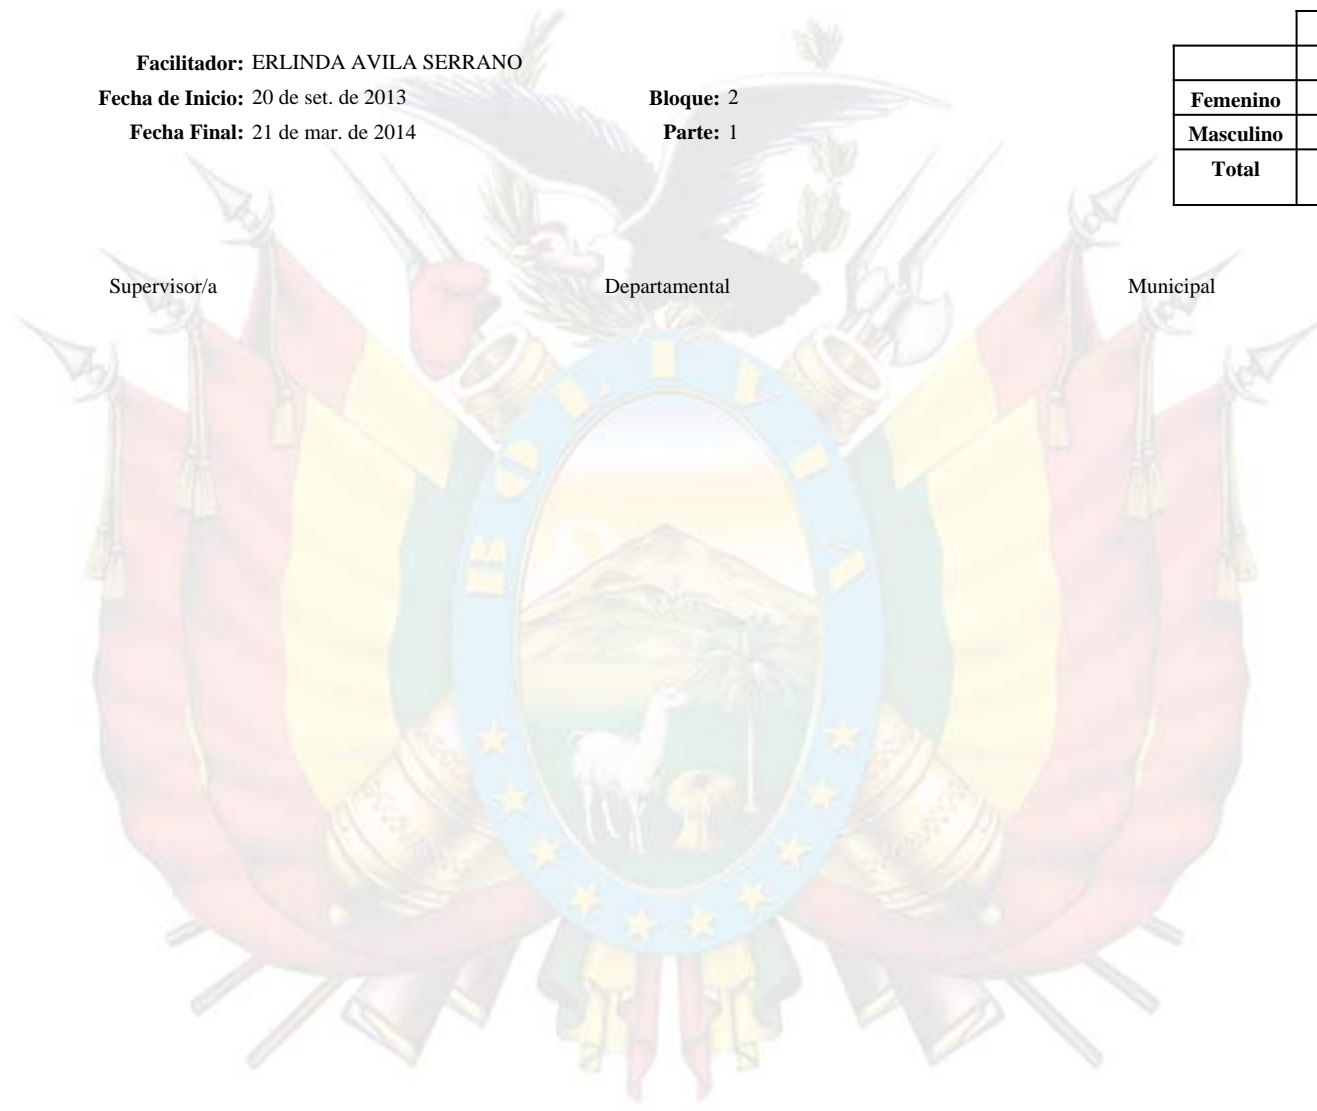 Facilitador: ERLINDA AVILA SERRANO
Fecha de Inicio: 20 de set. de 2013 Bloque: 2
Fecha Final: 21 de mar. de 2014 Parte: 1
Femenino
Masculino
Total
Supervisor/a Departamental Municipal
BOLIVIA